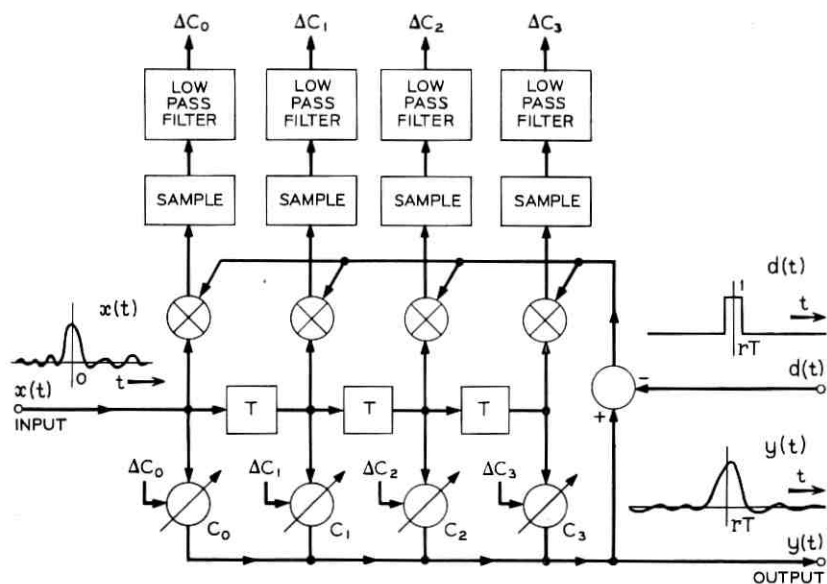 ΔC₀ ΔC₁ ΔC₂ ΔC₃
LOW PASS FILTER
LOW PASS FILTER
LOW PASS FILTER
LOW PASS FILTER
SAMPLE SAMPLE SAMPLE SAMPLE
d(t)
1
t
rT
x(t)
0
t
x(t)
INPUT
T T T
−
+
d(t)
ΔC₀ ΔC₁ ΔC₂ ΔC₃
C₀ C₁ C₂ C₃
y(t)
t
rT
y(t)
OUTPUT